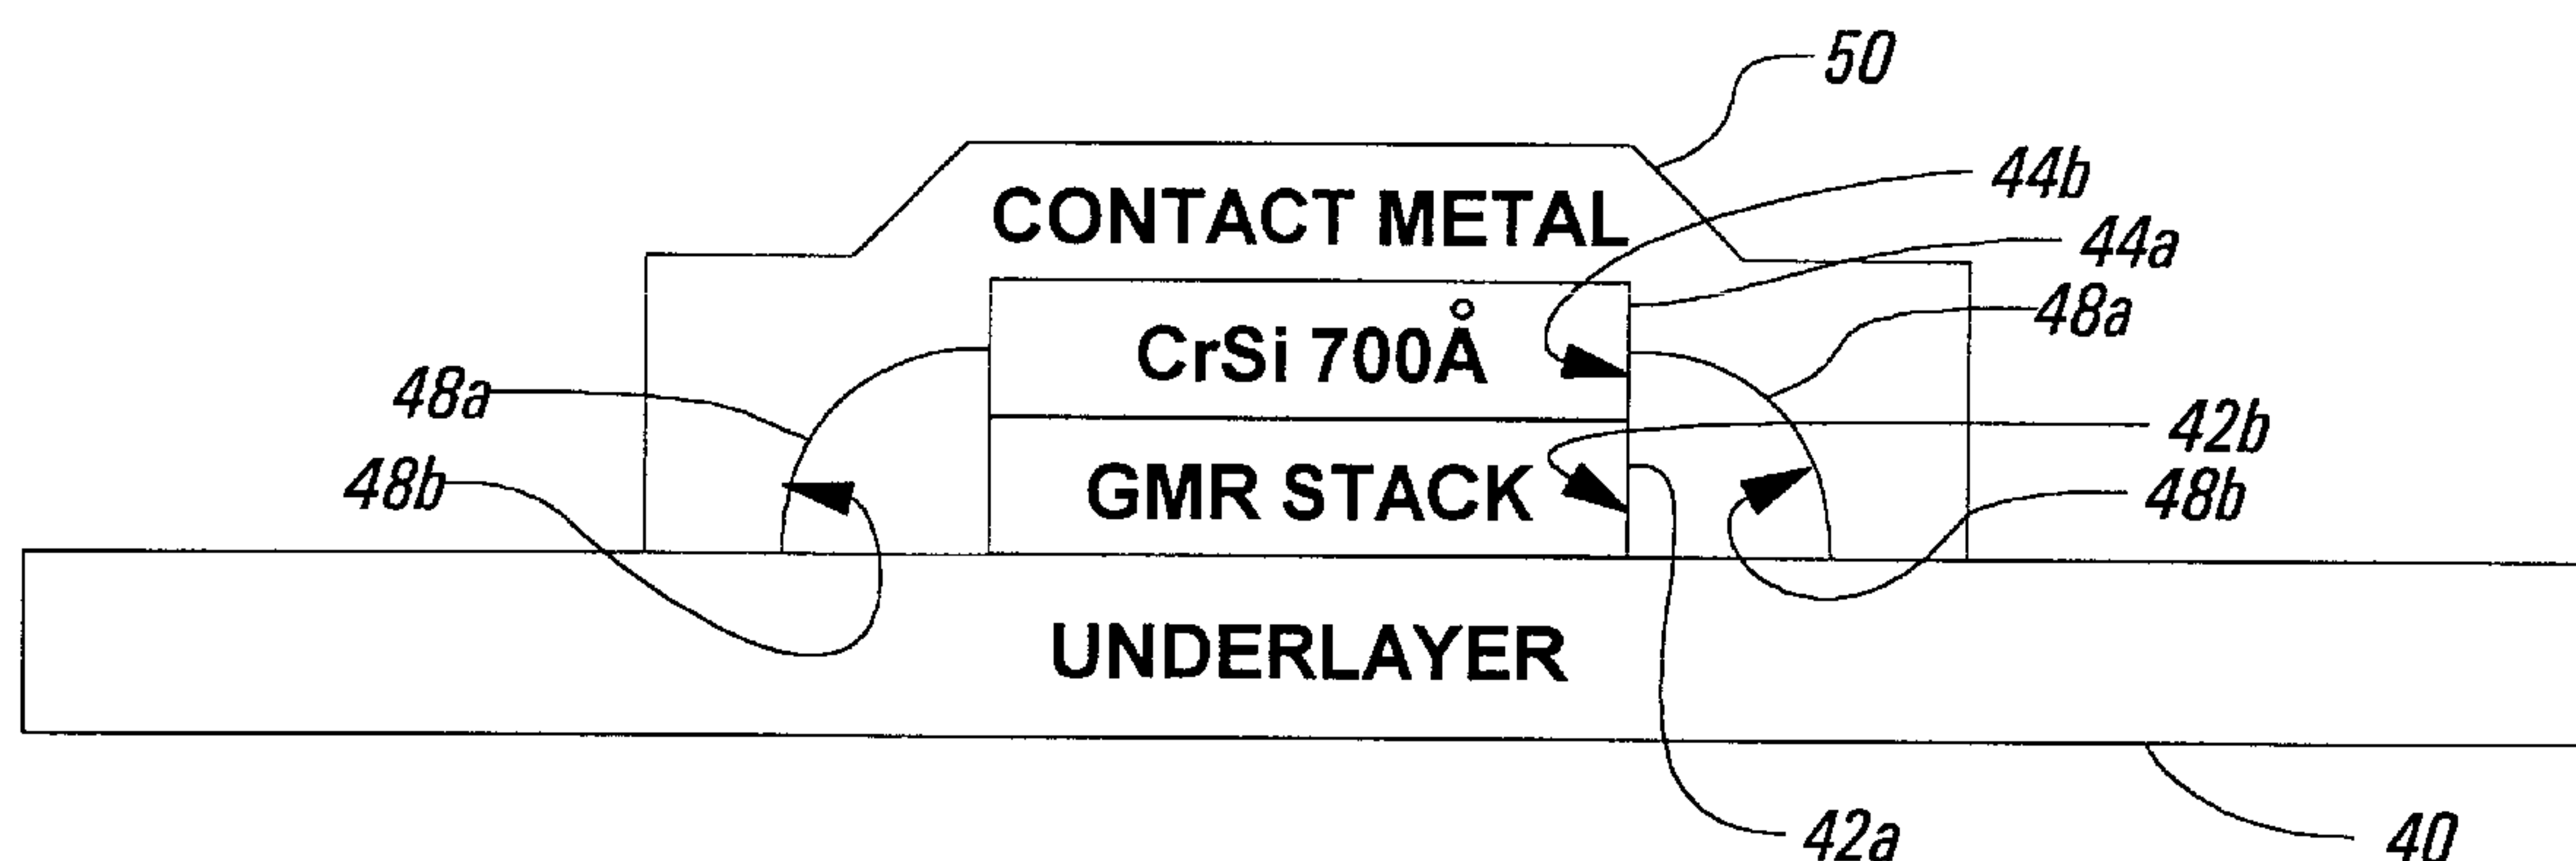 50
44b
CONTACT METAL
44a
48a
CrSi 700Å
48a
42b
48b
GMR STACK
48b
UNDERLAYER
42a
40